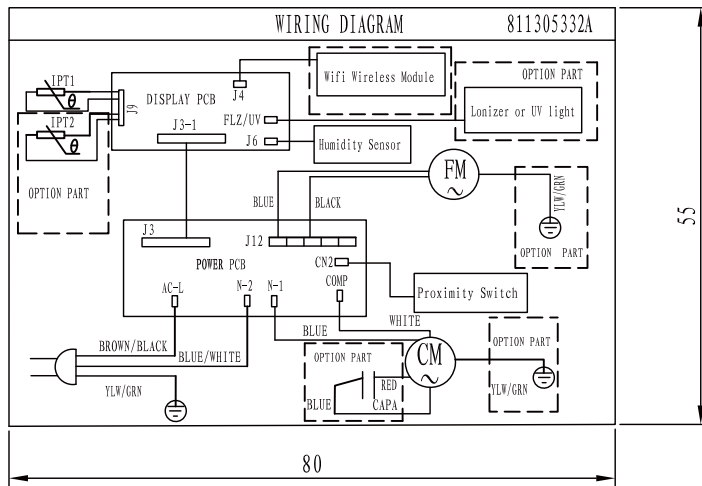 WIRING DIAGRAM
811305332A
IPT1
IPT2
θ
θ
J9
OPTION PART
DISPLAY PCB
J4
FLZ/UV
J3-1
J6
Wifi Wireless Module
OPTION PART
Lonizer or UV light
Humidity Sensor
FM
~
BLUE
BLACK
YLW/GRN
OPTION PART
J3
J12
POWER PCB
CN2
AC-L
N-2
N-1
COMP
Proximity Switch
WHITE
BLUE
BROWN/BLACK
BLUE/WHITE
YLW/GRN
OPTION PART
RED
BLUE
CAPA
CM
~
OPTION PART
YLW/GRN
55
80